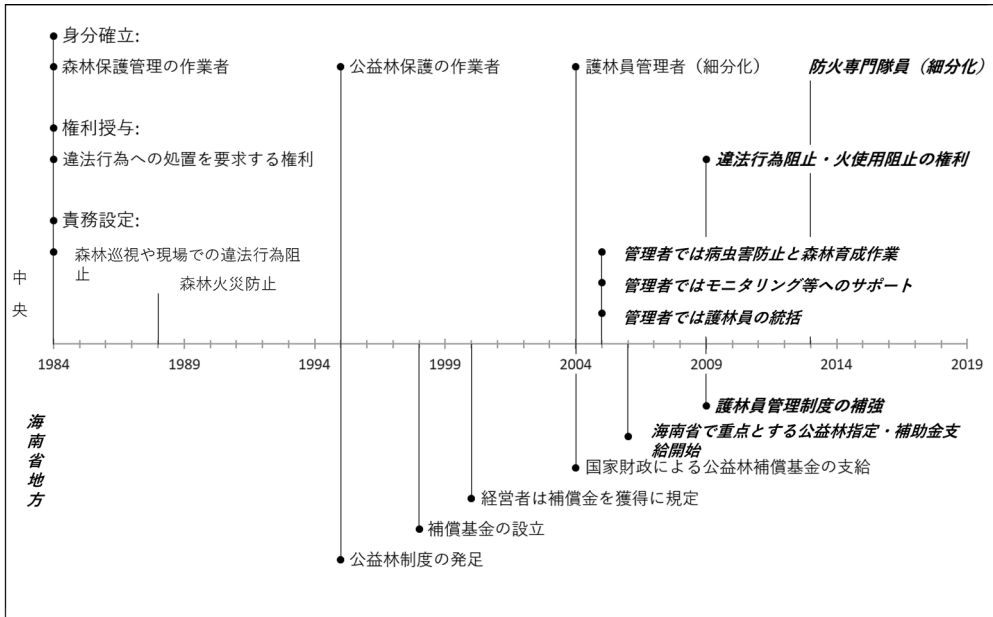 身分確立:
森林保護管理の作業者
公益林保護の作業者
護林員管理者（細分化）
防火専門隊員（細分化）
権利授与:
違法行為への処置を要求する権利
違法行為阻止・火使用阻止の権利
責務設定:
森林巡視や現場での違法行為阻
止
森林火災防止
管理者では病虫害防止と森林育成作業
管理者ではモニタリング等へのサポート
管理者では護林員の統括
中央
1984
1989
1994
1999
2004
2009
2014
2019
海南省地方
護林員管理制度の補強
海南省で重点とする公益林指定・補助金支
給開始
国家財政による公益林補償基金の支給
経営者は補償金を獲得に規定
補償基金の設立
公益林制度の発足